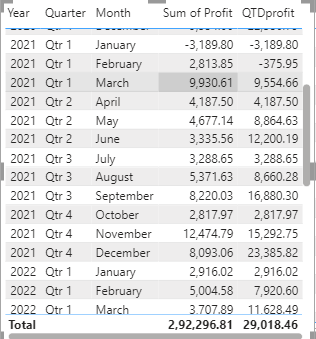 Year Quarter Month Sum of Profit QTDprofit
2021 Qtr 1 January -3,189.80 -3,189.80
2021 Qtr 1 February 2,813.85 -375.95
2021 Qtr 1 March 9,930.61 9,554.66
2021 Qtr 2 April 4,187.50 4,187.50
2021 Qtr 2 May 4,677.14 8,864.63
2021 Qtr 2 June 3,335.56 12,200.19
2021 Qtr 3 July 3,288.65 3,288.65
2021 Qtr 3 August 5,371.63 8,660.28
2021 Qtr 3 September 8,220.03 16,880.30
2021 Qtr 4 October 2,817.97 2,817.97
2021 Qtr 4 November 12,474.79 15,292.75
2021 Qtr 4 December 8,093.06 23,385.82
2022 Qtr 1 January 2,916.02 2,916.02
2022 Qtr 1 February 5,004.58 7,920.60
2022 Qtr 1 March 3,707.89 11,628.49
Total 2,92,296.81 29,018.46